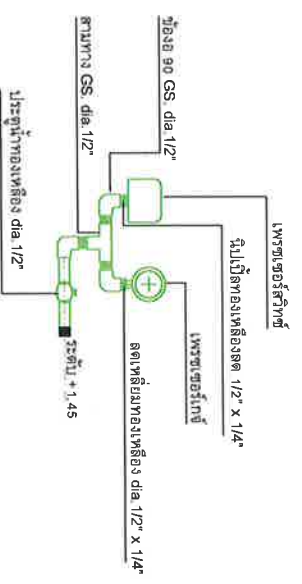 เพรชเชอร์สวิทช์
นิปเปิ้ลทองเหลืองลด 1/2" x 1/4"
เพรชเชอร์เกจ์
ลดเหลี่ยมทองเหลือง dia. 1/2" x 1/4"
ข้องอ 90 GS. dia. 1/2"
สามทาง GS. dia. 1/2"
ประตูน้ำทองเหลือง dia. 1/2"
ระดับ + 1.45